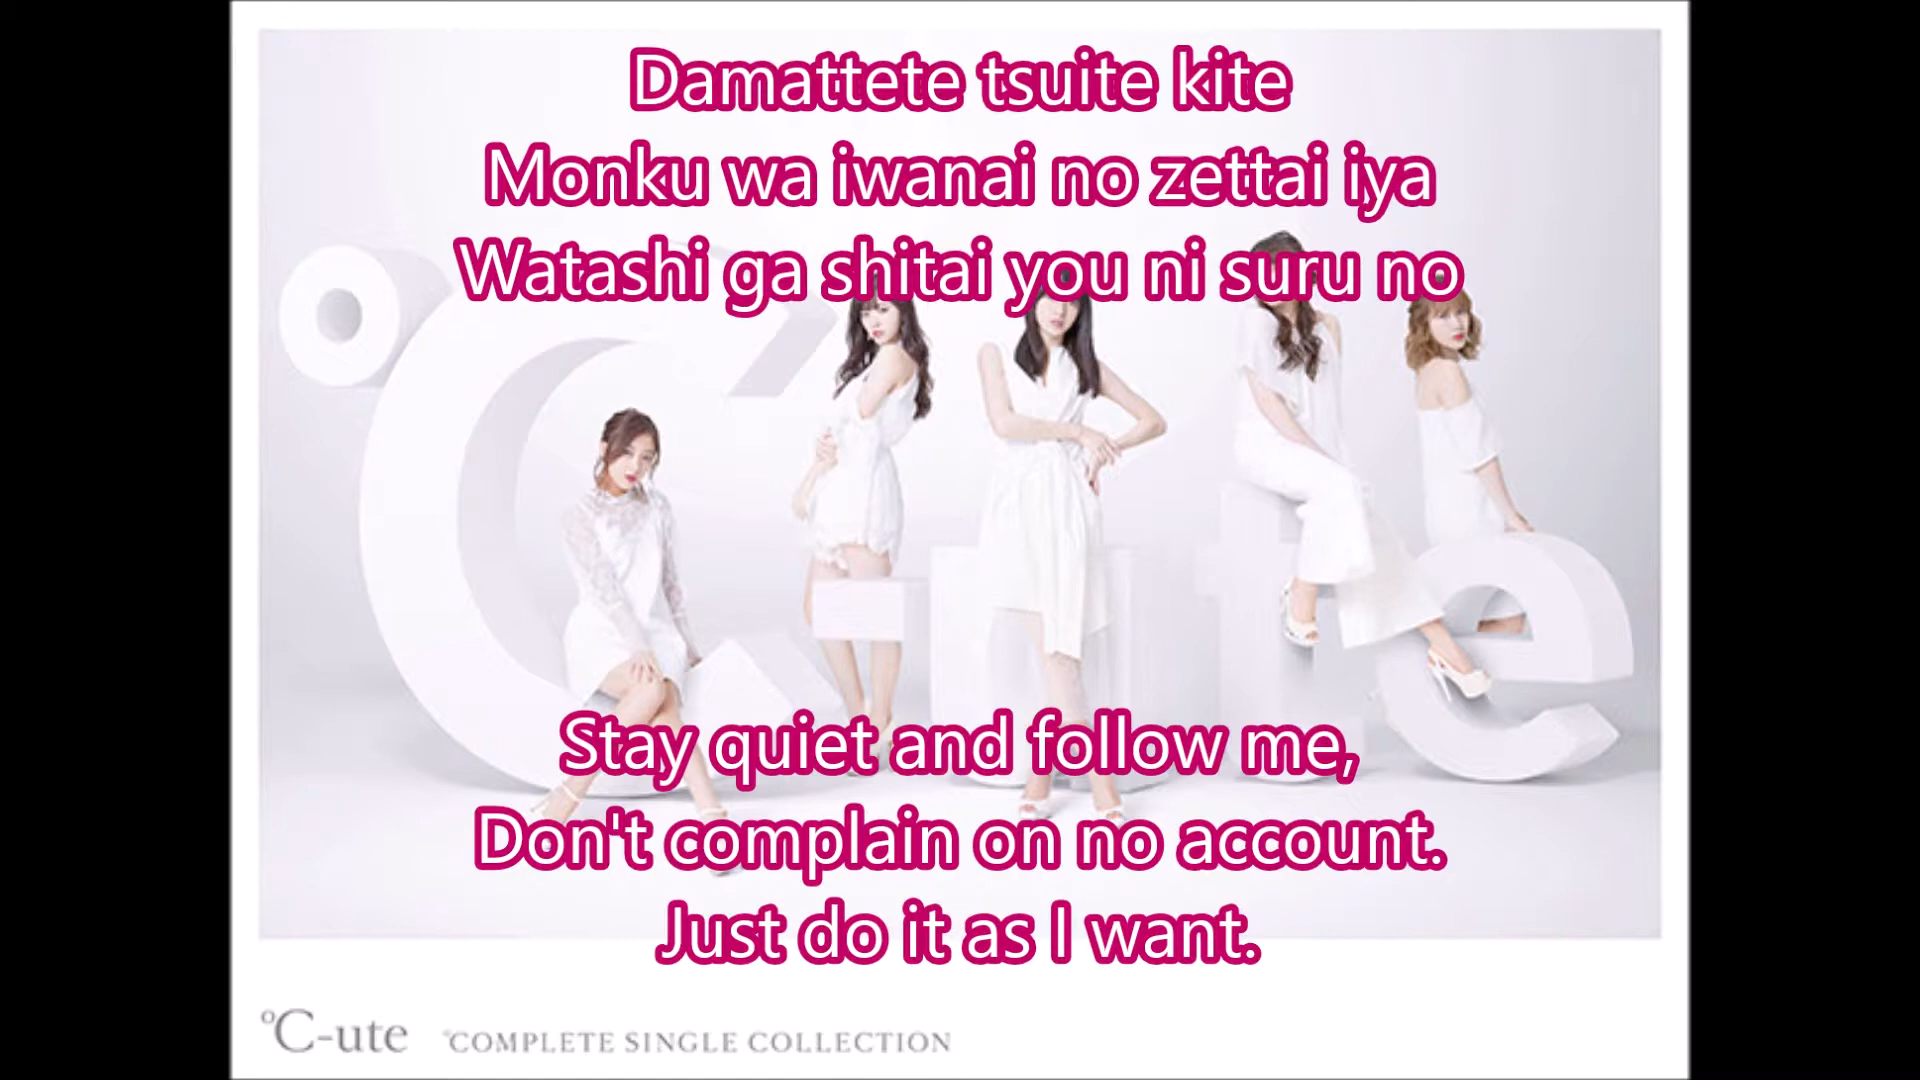 Damattete tsuite kite
Monku wa iwanai no zettai iya
Watashi ga shitai you ni suru no
℃-ute
Stay quiet and follow me,
Don't complain on no account.
Just do it as I want.
℃-ute °COMPLETE SINGLE COLLECTION